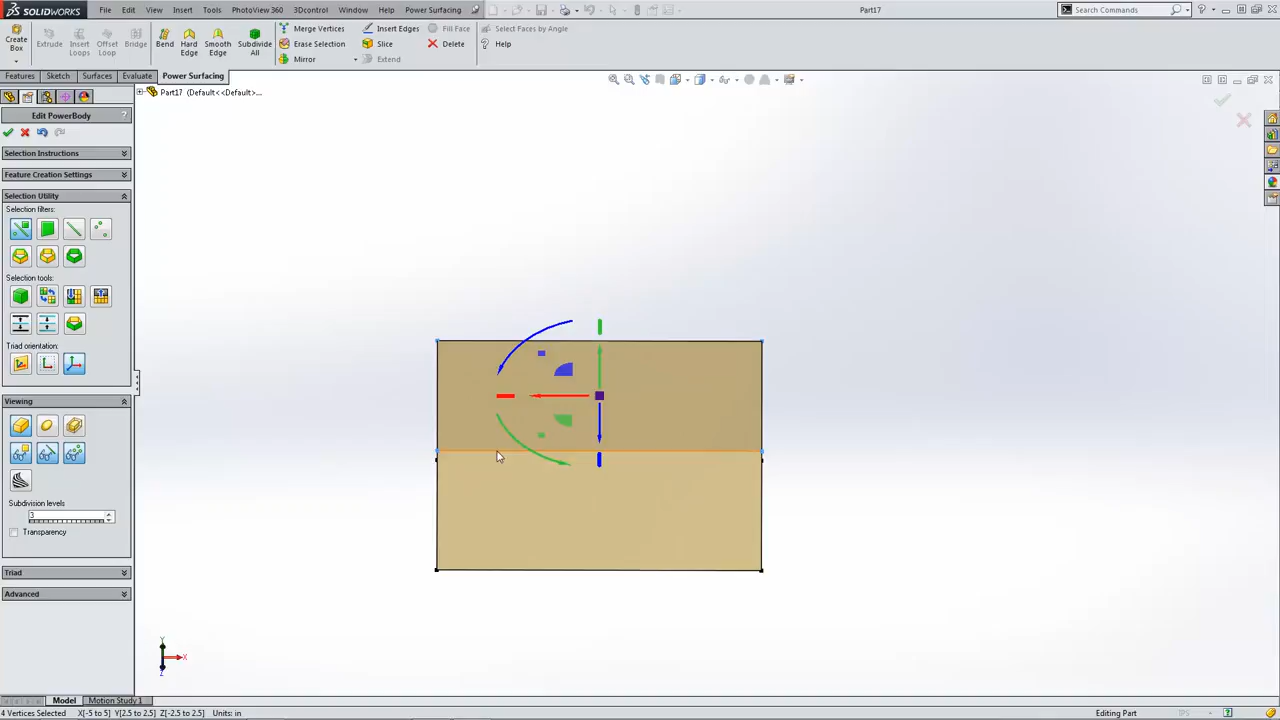 SOLIDWORKS File Edit View Insert Tools PhotoView 360 3Dcontrol Window Help Power Surfacing Part17 Search Commands
Create Box Extrude Insert Loops Offset Loop Bridge Bend Hard Edge Smooth Edge Subdivide All
Merge Vertices Insert Edges Fill Face Select Faces by Angle
Erase Selection Slice Delete Help
Mirror Extend
Features Sketch Surfaces Evaluate Power Surfacing
Part17 (Default<<Default>...
Edit PowerBody ?
Selection Instructions
Feature Creation Settings
Selection Utility
Selection filters:
Selection tools:
Triad orientation:
Viewing
Subdivision levels
3
Transparency
Triad
Advanced
Y
X
Z
Model Motion Study 1
4 Vertices Selected X[-5 to 5] Y[2.5 to 2.5] Z[-2.5 to 2.5] Units: in Editing Part